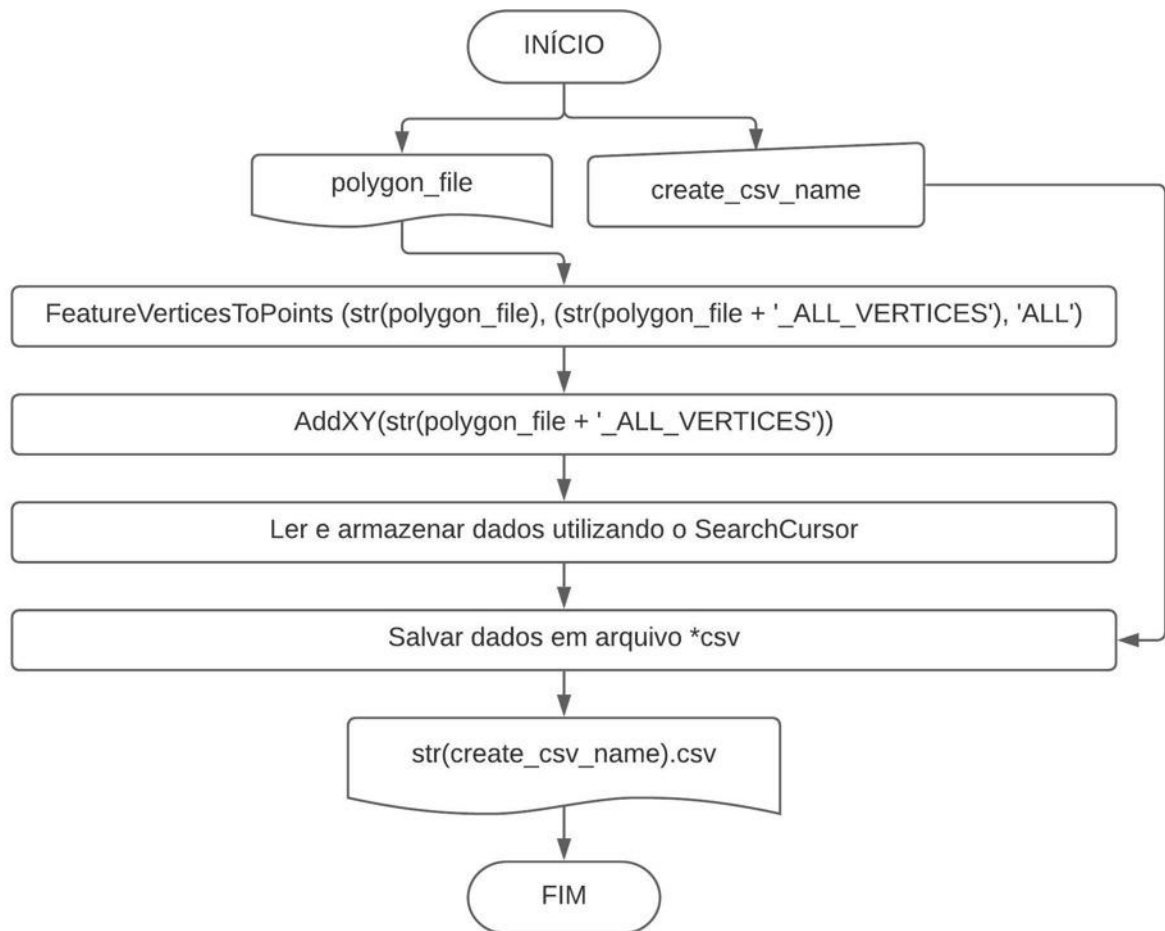 INÍCIO
polygon_file
create_csv_name
FeatureVerticesToPoints (str(polygon_file), (str(polygon_file + '_ALL_VERTICES'), 'ALL')
AddXY(str(polygon_file + '_ALL_VERTICES'))
Ler e armazenar dados utilizando o SearchCursor
Salvar dados em arquivo *csv
str(create_csv_name).csv
FIM